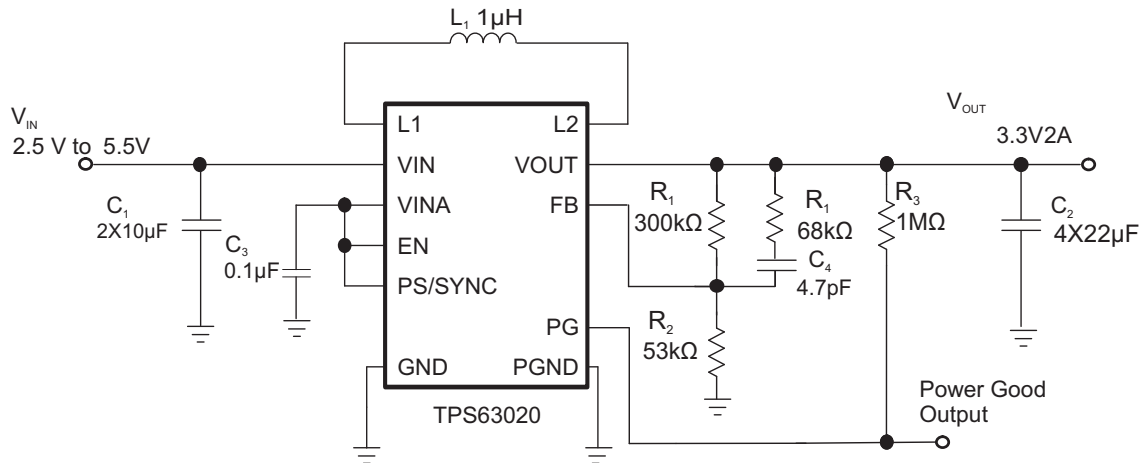 L₁ 1µH
V_IN
2.5 V to 5.5V
V_OUT
3.3V2A
L1
L2
VIN
VOUT
VINA
FB
EN
PS/SYNC
PG
GND
PGND
TPS63020
C₁
2X10µF
C₃
0.1µF
R₁
300kΩ
R₁
68kΩ
C₄
4.7pF
R₃
1MΩ
C₂
4X22µF
R₂
53kΩ
Power Good
Output